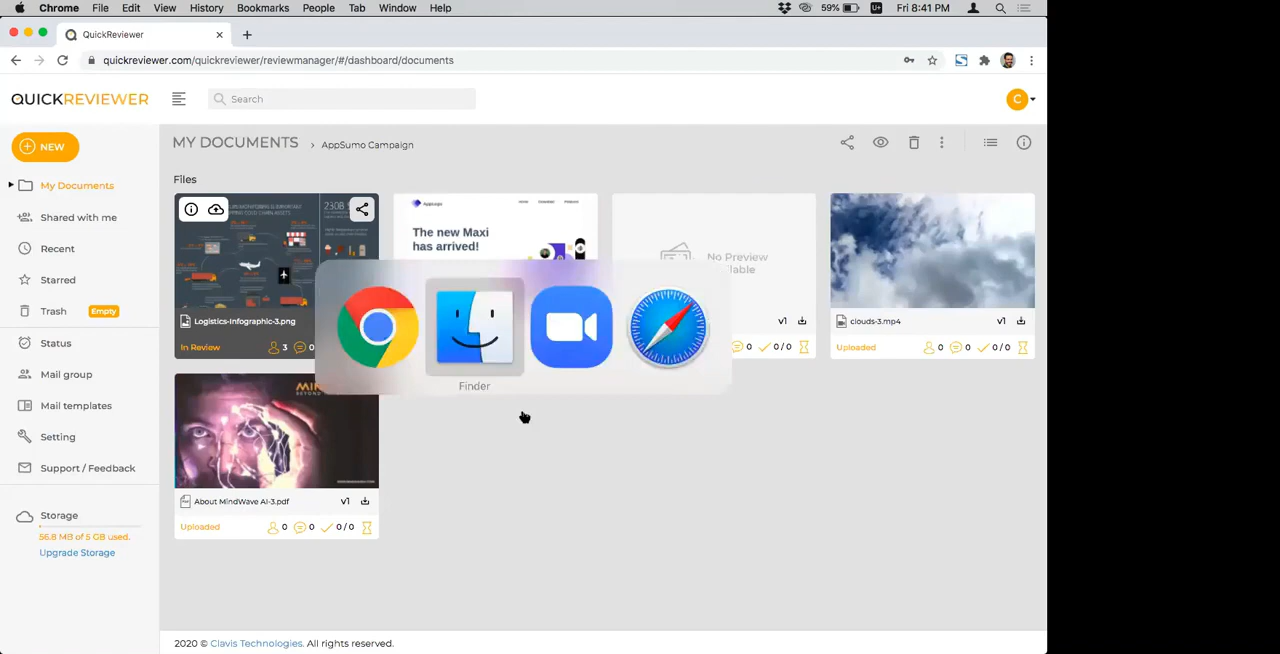 Chrome File Edit View History Bookmarks People Tab Window Help 59% Fri 8:41 PM
QuickReviewer
quickreviewer.com/quickreviewer/reviewmanager/#/dashboard/documents
QUICKREVIEWER Search C
NEW
MY DOCUMENTS > AppSumo Campaign
Files
My Documents
Shared with me
Recent
Starred
Trash Empty
Status
Mail group
Mail templates
Setting
Support / Feedback
Storage
56.8 MB of 5 GB used.
Upgrade Storage
2308
Logistics-Infographic-3.png
In Review 3 0
The new Maxi
has arrived!
No Preview
v1
0 0 / 0
clouds-3.mp4 v1
Uploaded 0 0 0 / 0
Finder
About MindWave AI-3.pdf v1
Uploaded 0 0 0 / 0
2020 © Clavis Technologies. All rights reserved.